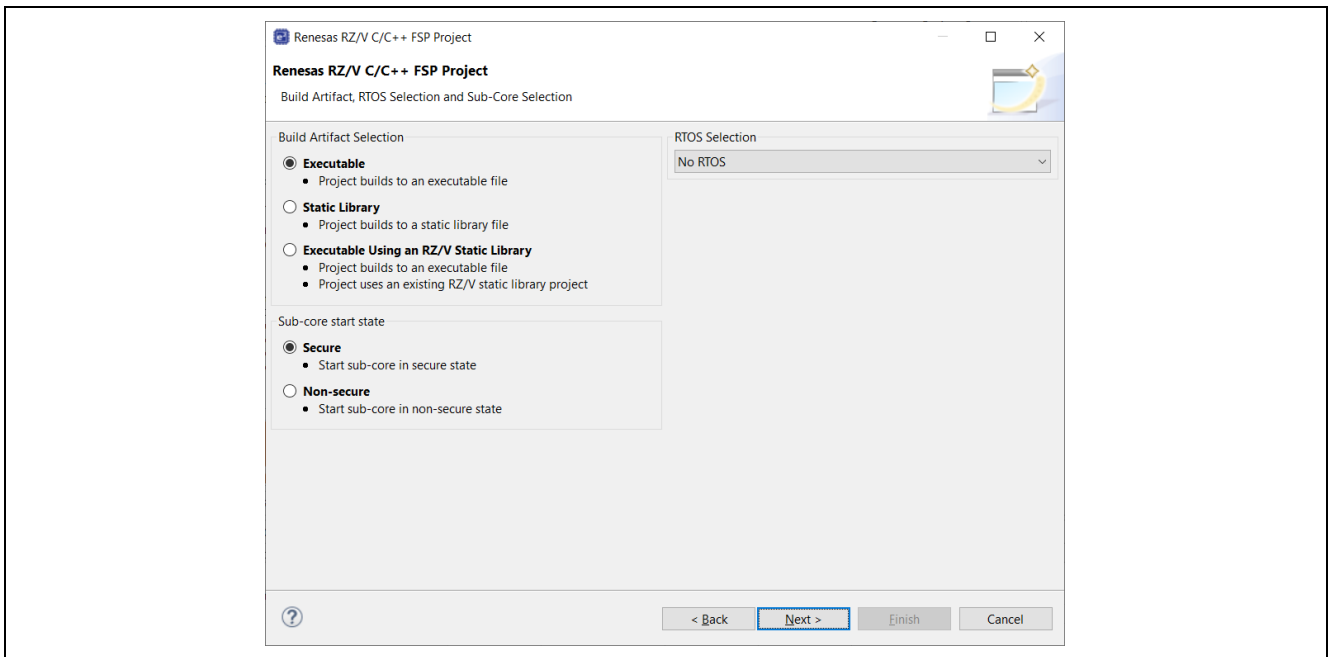 Renesas RZ/V C/C++ FSP Project
Renesas RZ/V C/C++ FSP Project
Build Artifact, RTOS Selection and Sub-Core Selection
Build Artifact Selection
Executable
• Project builds to an executable file
Static Library
• Project builds to a static library file
Executable Using an RZ/V Static Library
• Project builds to an executable file
• Project uses an existing RZ/V static library project
Sub-core start state
Secure
• Start sub-core in secure state
Non-secure
• Start sub-core in non-secure state
RTOS Selection
No RTOS
?
< Back
Next >
Finish
Cancel